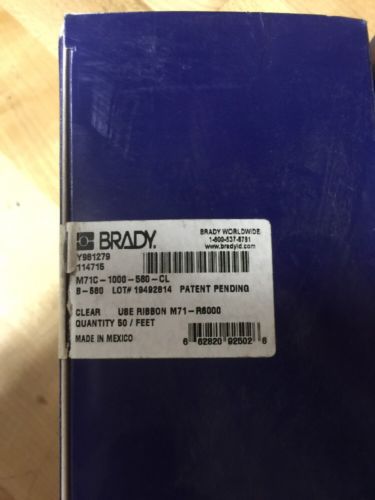 BRADY.
BRADY WORLDWIDE
1-800-537-8791
www.bradyid.com
Y981279
114715
M71C-1000-580-CL
B-580 LOT# 19492814 PATENT PENDING
CLEAR USE RIBBON M71-R6000
QUANTITY 50 / FEET
MADE IN MEXICO
6 62820 92502 6